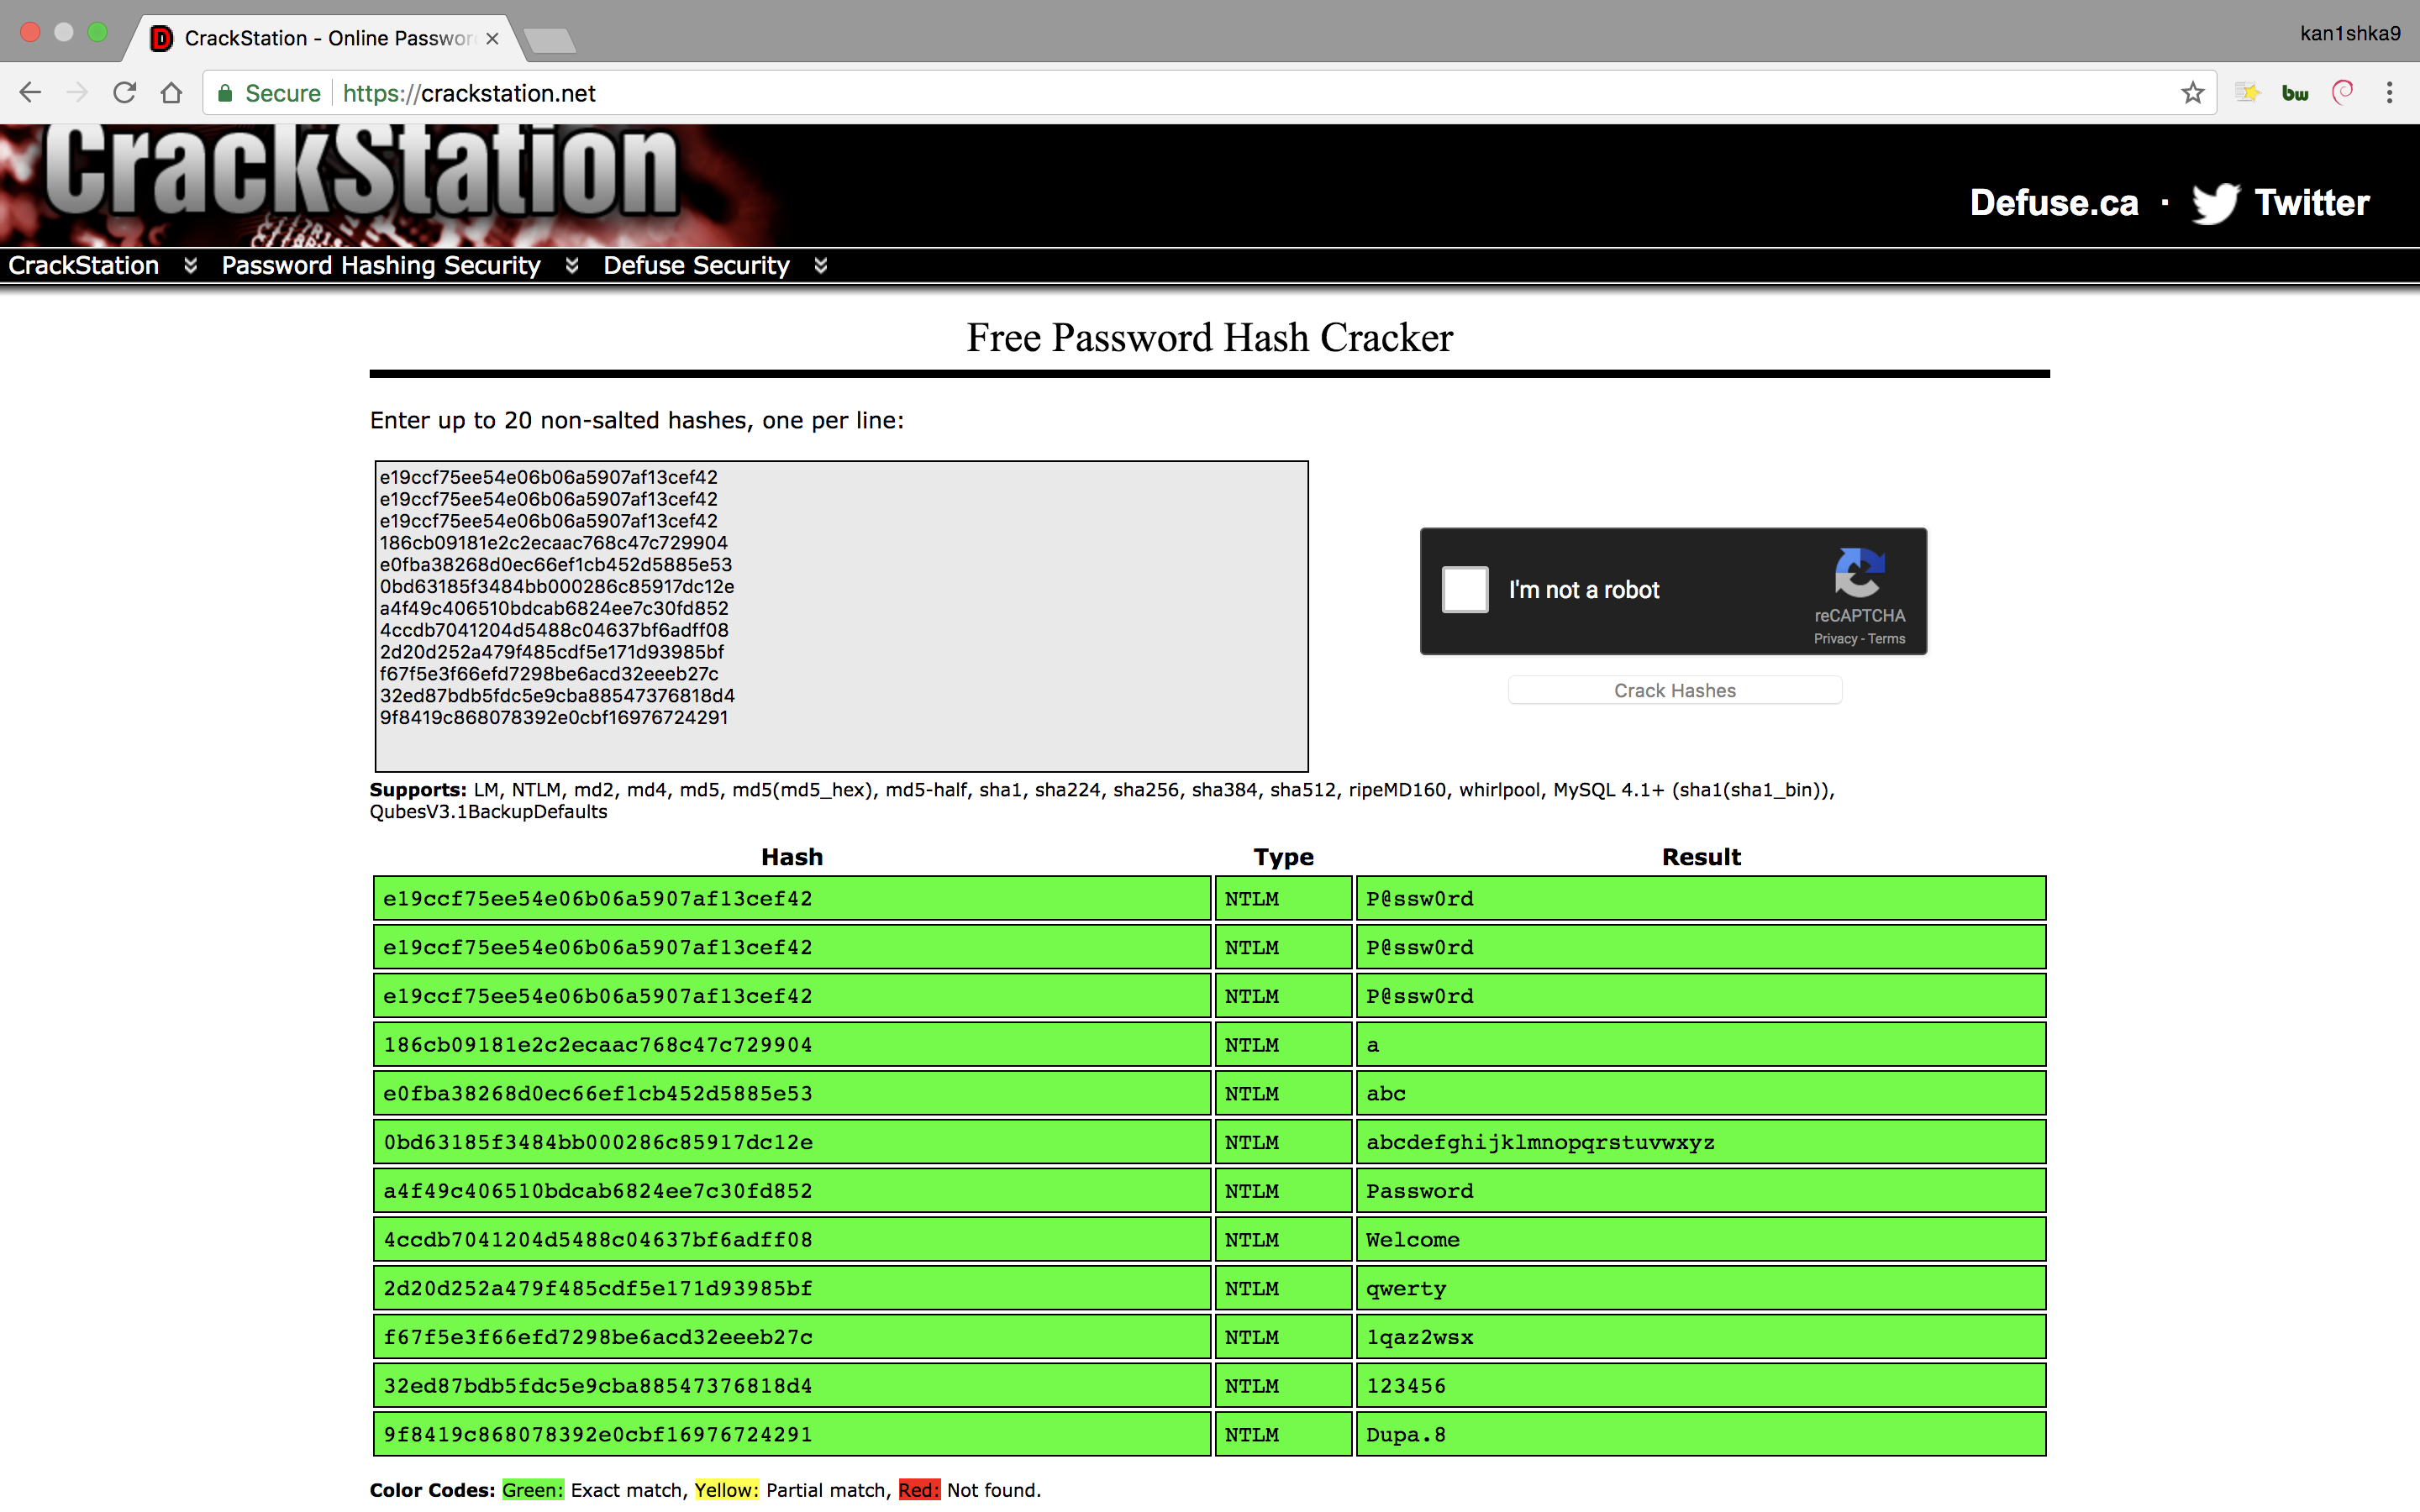 CrackStation - Online Passwor
kan1shka9
Secure https://crackstation.net
bw
CrackStation
Defuse.ca · Twitter
CrackStation Password Hashing Security Defuse Security
Free Password Hash Cracker
Enter up to 20 non-salted hashes, one per line:
e19ccf75ee54e06b06a5907af13cef42
e19ccf75ee54e06b06a5907af13cef42
e19ccf75ee54e06b06a5907af13cef42
186cb09181e2c2ecaac768c47c729904
e0fba38268d0ec66ef1cb452d5885e53
0bd63185f3484bb000286c85917dc12e
a4f49c406510bdcab6824ee7c30fd852
4ccdb7041204d5488c04637bf6adff08
2d20d252a479f485cdf5e171d93985bf
f67f5e3f66efd7298be6acd32eeeb27c
32ed87bdb5fdc5e9cba88547376818d4
9f8419c868078392e0cbf16976724291
I'm not a robot
reCAPTCHA
Privacy - Terms
Crack Hashes
Supports: LM, NTLM, md2, md4, md5, md5(md5_hex), md5-half, sha1, sha224, sha256, sha384, sha512, ripeMD160, whirlpool, MySQL 4.1+ (sha1(sha1_bin)),
QubesV3.1BackupDefaults
Hash Type Result
e19ccf75ee54e06b06a5907af13cef42 NTLM P@ssw0rd
e19ccf75ee54e06b06a5907af13cef42 NTLM P@ssw0rd
e19ccf75ee54e06b06a5907af13cef42 NTLM P@ssw0rd
186cb09181e2c2ecaac768c47c729904 NTLM a
e0fba38268d0ec66ef1cb452d5885e53 NTLM abc
0bd63185f3484bb000286c85917dc12e NTLM abcdefghijklmnopqrstuvwxyz
a4f49c406510bdcab6824ee7c30fd852 NTLM Password
4ccdb7041204d5488c04637bf6adff08 NTLM Welcome
2d20d252a479f485cdf5e171d93985bf NTLM qwerty
f67f5e3f66efd7298be6acd32eeeb27c NTLM 1qaz2wsx
32ed87bdb5fdc5e9cba88547376818d4 NTLM 123456
9f8419c868078392e0cbf16976724291 NTLM Dupa.8
Color Codes: Green: Exact match, Yellow: Partial match, Red: Not found.